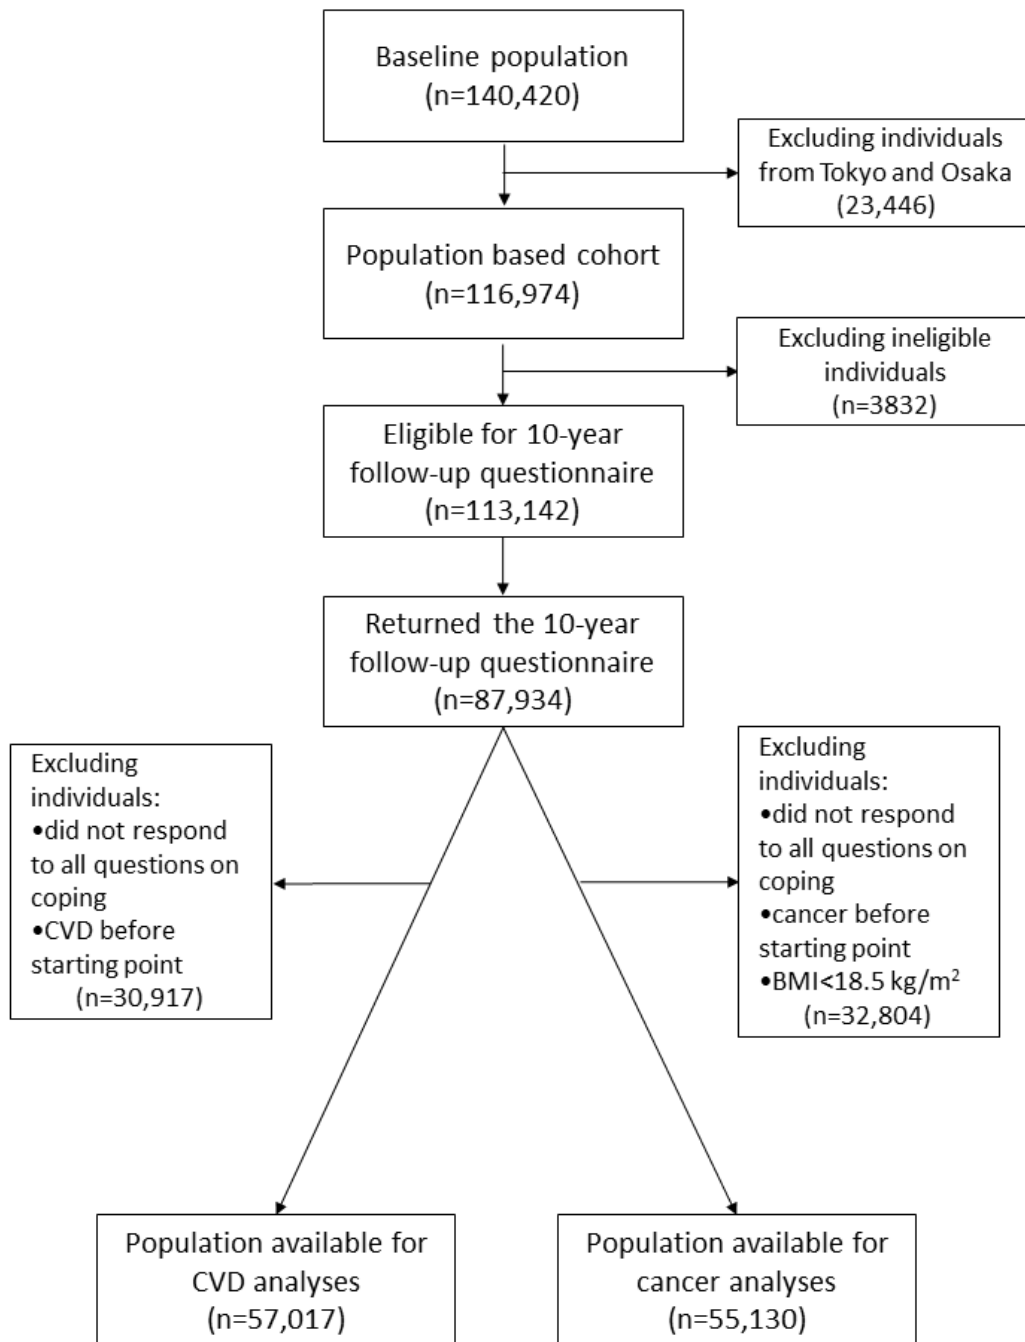 Baseline population
(n=140,420)
Excluding individuals
from Tokyo and Osaka
(23,446)
Population based cohort
(n=116,974)
Excluding ineligible
individuals
(n=3832)
Eligible for 10-year
follow-up questionnaire
(n=113,142)
Returned the 10-year
follow-up questionnaire
(n=87,934)
Excluding
individuals:
•did not respond
to all questions on
coping
•CVD before
starting point
(n=30,917)
Excluding
individuals:
•did not respond
to all questions on
coping
•cancer before
starting point
•BMI<18.5 kg/m²
(n=32,804)
Population available for
CVD analyses
(n=57,017)
Population available for
cancer analyses
(n=55,130)